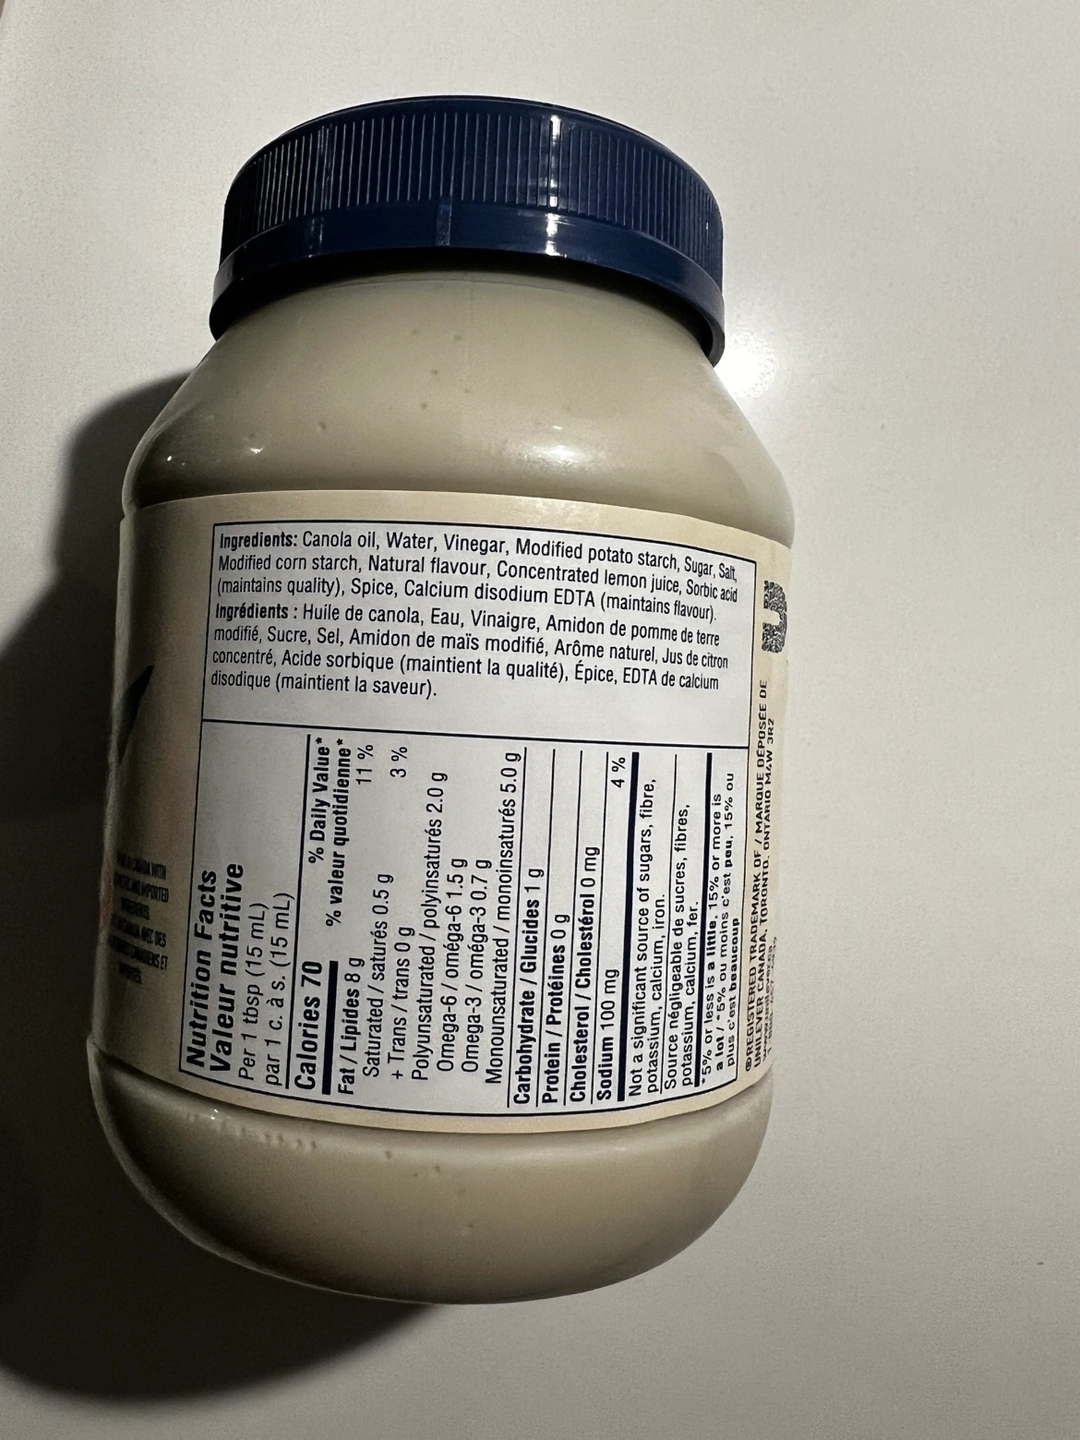 Ingredients: Canola oil, Water, Vinegar, Modified potato starch, Sugar, Salt,
Modified corn starch, Natural flavour, Concentrated lemon juice, Sorbic acid
(maintains quality), Spice, Calcium disodium EDTA (maintains flavour).
Ingrédients : Huile de canola, Eau, Vinaigre, Amidon de pomme de terre
modifié, Sucre, Sel, Amidon de maïs modifié, Arôme naturel, Jus de citron
concentré, Acide sorbique (maintient la qualité), Épice, EDTA de calcium
disodique (maintient la saveur).
Nutrition Facts
Valeur nutritive
Per 1 tbsp (15 mL)
par 1 c. à s. (15 mL)
Calories 70
% Daily Value*
% valeur quotidienne*
Fat / Lipides 8 g 11 %
Saturated / saturés 0.5 g
+ Trans / trans 0 g 3 %
Polyunsaturated / polyinsaturés 2.0 g
Omega-6 / oméga-6 1.5 g
Omega-3 / oméga-3 0.7 g
Monounsaturated / monoinsaturés 5.0 g
Carbohydrate / Glucides 1 g
Protein / Protéines 0 g
Cholesterol / Cholestérol 0 mg
Sodium 100 mg 4 %
Not a significant source of sugars, fibre,
potassium, calcium, iron.
Source négligeable de sucres, fibres,
potassium, calcium, fer.
*5% or less is a little, 15% or more is
a lot / *5% ou moins c'est peu, 15% ou
plus c'est beaucoup
®REGISTERED TRADEMARK OF / MARQUE DÉPOSÉE DE
UNILEVER CANADA, TORONTO, ONTARIO M4W 3R2
CANADA WITH
IMPORTED
AVEC DES
ET